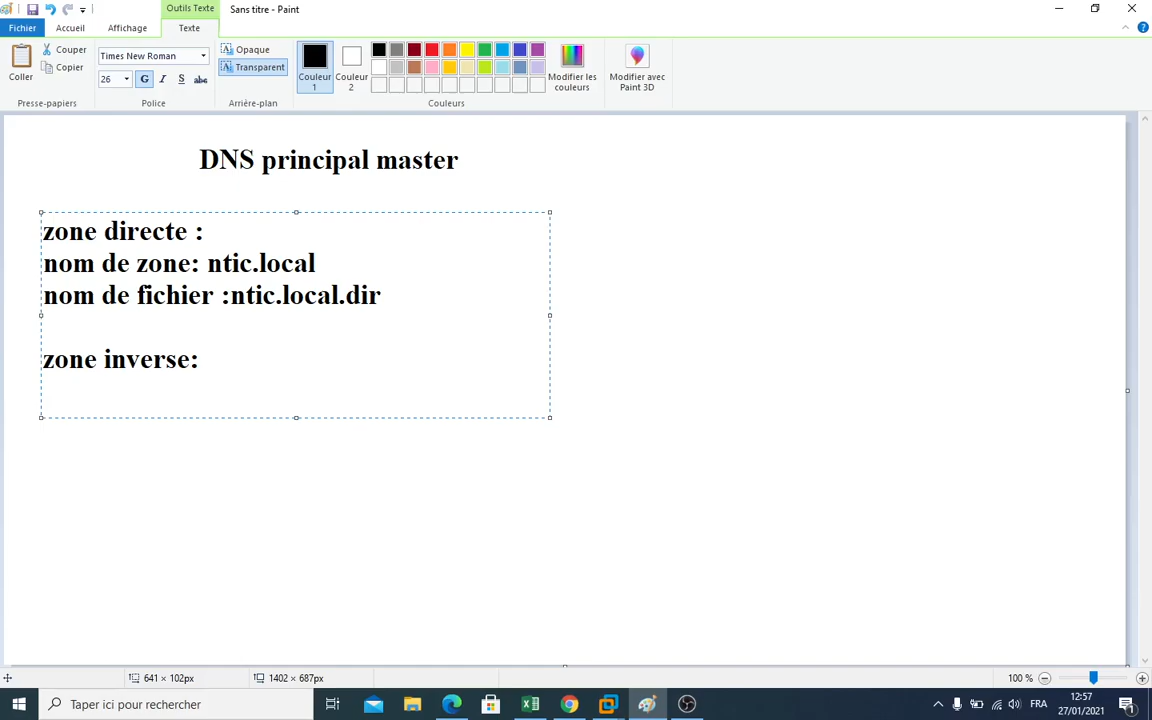 Outils Texte
Sans titre - Paint
Fichier
Accueil
Affichage
Texte
Coller
Couper
Copier
Presse-papiers
Times New Roman
26
G I S abc
Police
Opaque
Transparent
Arrière-plan
Couleur 1
Couleur 2
Modifier les couleurs
Couleurs
Modifier avec Paint 3D
DNS principal master
zone directe :
nom de zone: ntic.local
nom de fichier :ntic.local.dir
zone inverse:
641 × 102px
1402 × 687px
100 %
Taper ici pour rechercher
FRA
12:57
27/01/2021
1